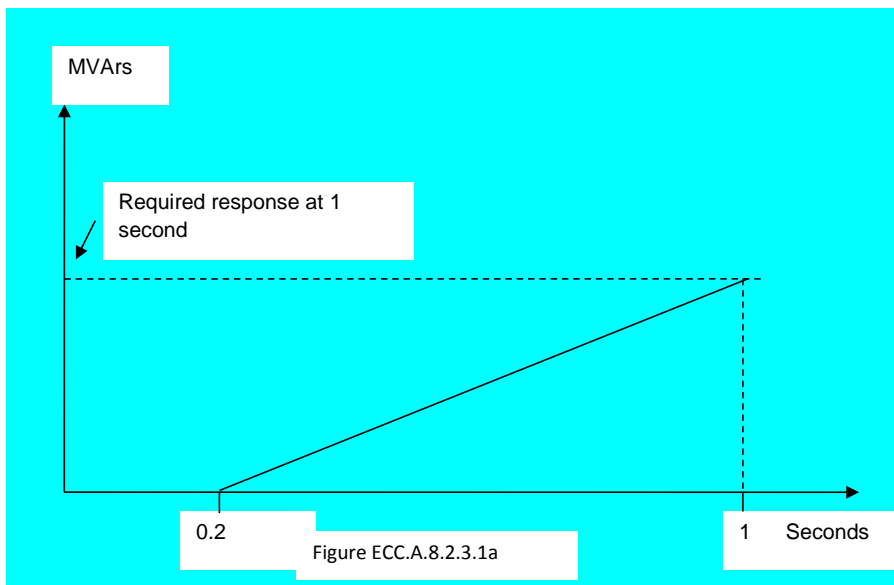 MVArs
Required response at 1
second
0.2
1 Seconds
Figure ECC.A.8.2.3.1a